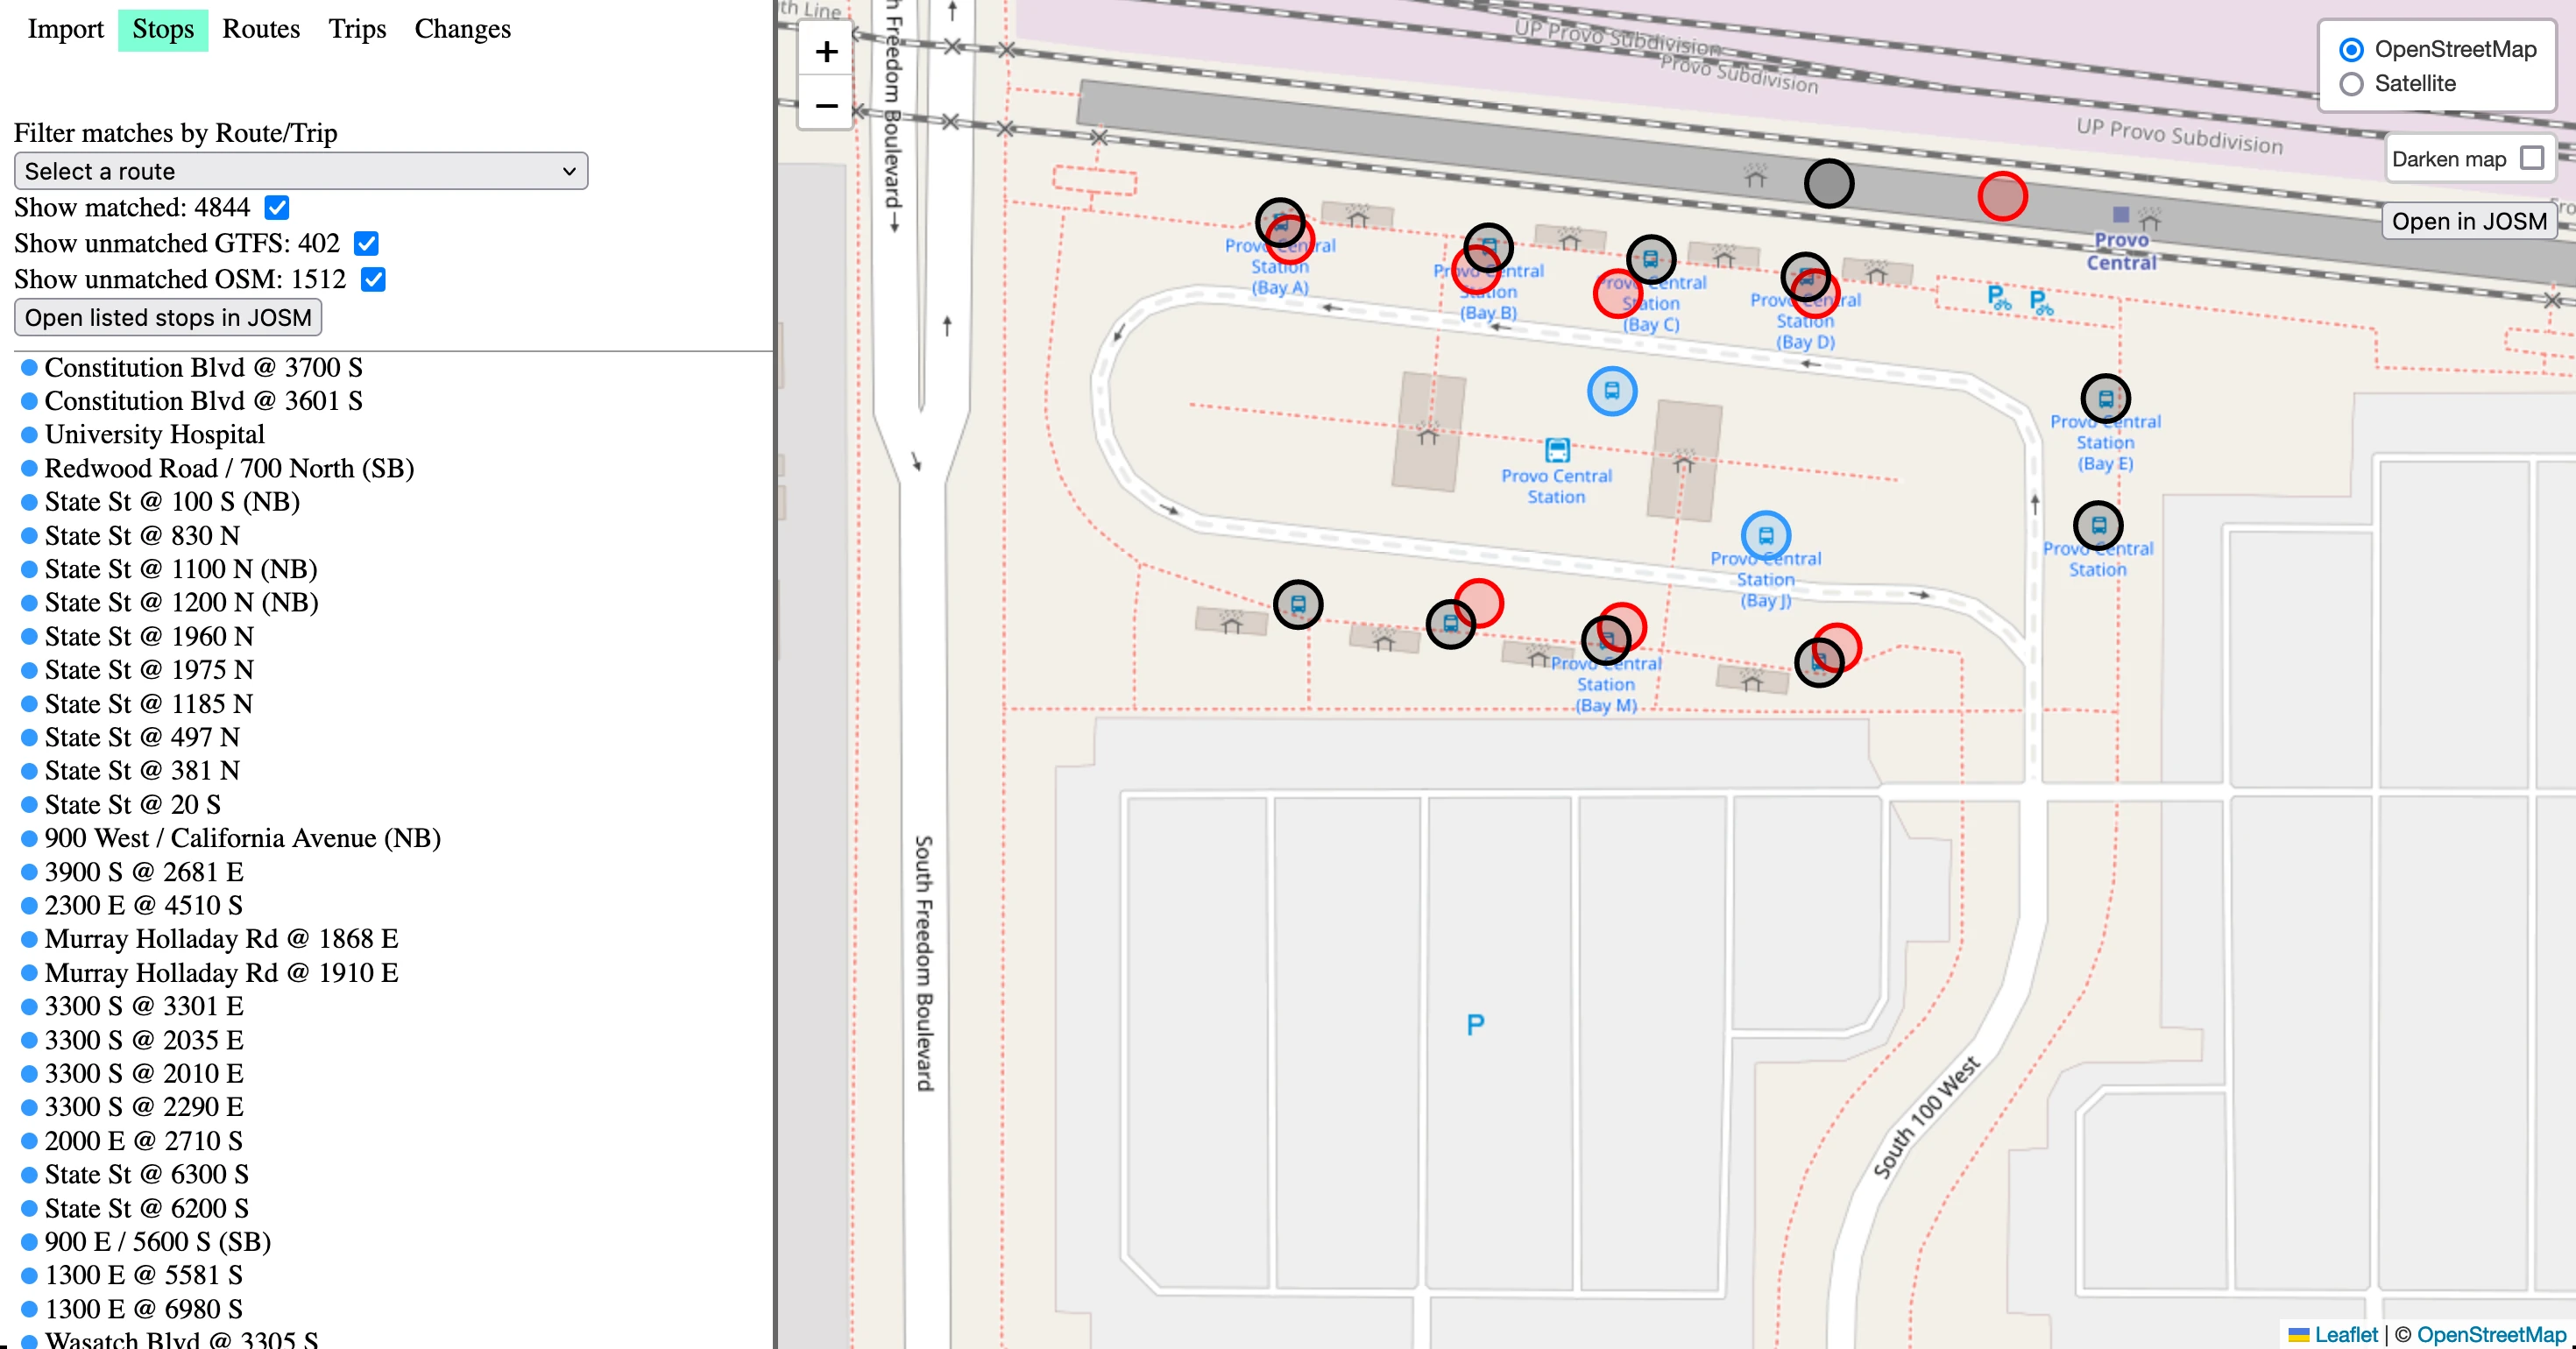 Import Stops Routes Trips Changes
Filter matches by Route/Trip
Select a route
Show matched: 4844
Show unmatched GTFS: 402
Show unmatched OSM: 1512
Open listed stops in JOSM
Constitution Blvd @ 3700 S
Constitution Blvd @ 3601 S
University Hospital
Redwood Road / 700 North (SB)
State St @ 100 S (NB)
State St @ 830 N
State St @ 1100 N (NB)
State St @ 1200 N (NB)
State St @ 1960 N
State St @ 1975 N
State St @ 1185 N
State St @ 497 N
State St @ 381 N
State St @ 20 S
900 West / California Avenue (NB)
3900 S @ 2681 E
2300 E @ 4510 S
Murray Holladay Rd @ 1868 E
Murray Holladay Rd @ 1910 E
3300 S @ 3301 E
3300 S @ 2035 E
3300 S @ 2010 E
3300 S @ 2290 E
2000 E @ 2710 S
State St @ 6300 S
State St @ 6200 S
900 E / 5600 S (SB)
1300 E @ 5581 S
1300 E @ 6980 S
Wasatch Blvd @ 3305 S
+
−
th Line
h Freedom Boulevard
UP Provo Subdivision
Provo Subdivision
UP Provo Subdivision
OpenStreetMap
Satellite
Darken map
Open in JOSM
Provo
Central
Provo Central
Station
(Bay A)
Provo Central
Station
(Bay B)
Provo Central
Station
(Bay C)
Provo Central
Station
(Bay D)
P
P
Provo Central
Station
(Bay E)
Provo Central
Station
Provo Central
Station
Provo Central
Station
(Bay J)
Provo Central
Station
(Bay M)
South Freedom Boulevard
P
South 100 West
Leaflet | © OpenStreetMap